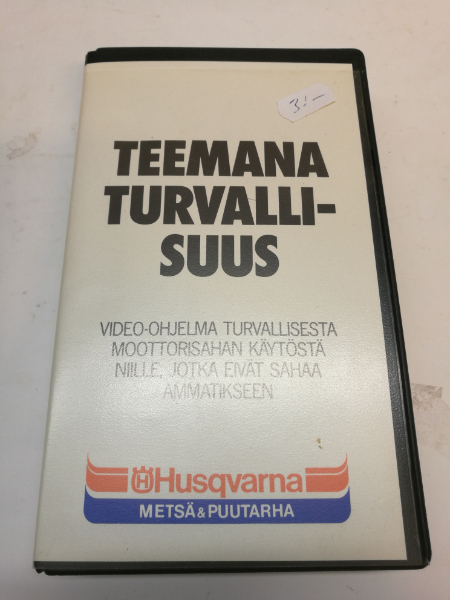 3:-
TEEMANA
TURVALLI-
SUUS
VIDEO-OHJELMA TURVALLISESTA
MOOTTORISAHAN KÄYTÖSTÄ
NIILLE, JOTKA EIVÄT SAHAA
AMMATIKSEEN
Husqvarna
METSÄ & PUUTARHA